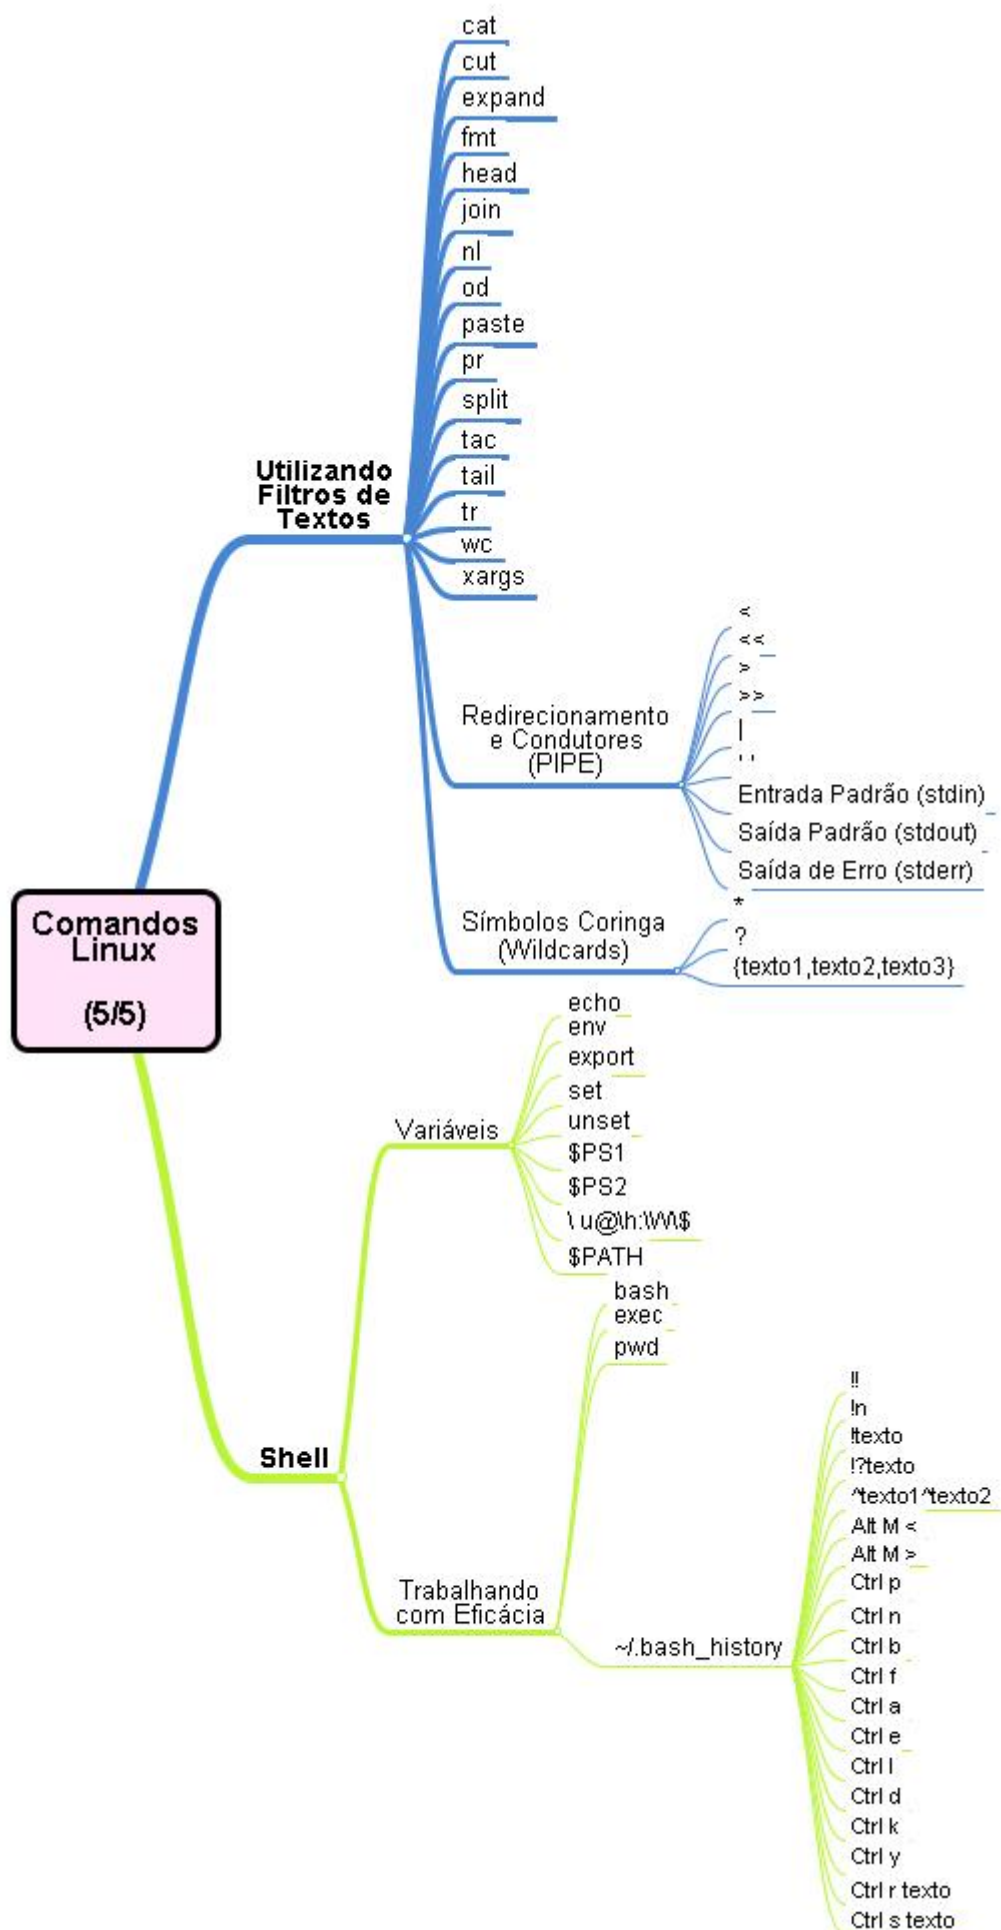 cat
cut
expand
fmt
head
join
nl
od
paste
pr
split
tac
tail
tr
wc
xargs
Utilizando
Filtros de
Textos
<
<<
>
>>
|
' '
Entrada Padrão (stdin)
Saída Padrão (stdout)
Saída de Erro (stderr)
Redirecionamento
e Condutores
(PIPE)
*
?
{texto1,texto2,texto3}
Símbolos Coringa
(Wildcards)
Comandos
Linux
(5/5)
echo
env
export
set
unset
$PS1
$PS2
\ u@\h:\W\$
$PATH
Variáveis
bash
exec
pwd
Shell
Trabalhando
com Eficácia
~/.bash_history
!!
!n
!texto
!?texto
^texto1^texto2
Alt M <
Alt M >
Ctrl p
Ctrl n
Ctrl b
Ctrl f
Ctrl a
Ctrl e
Ctrl l
Ctrl d
Ctrl k
Ctrl y
Ctrl r texto
Ctrl s texto